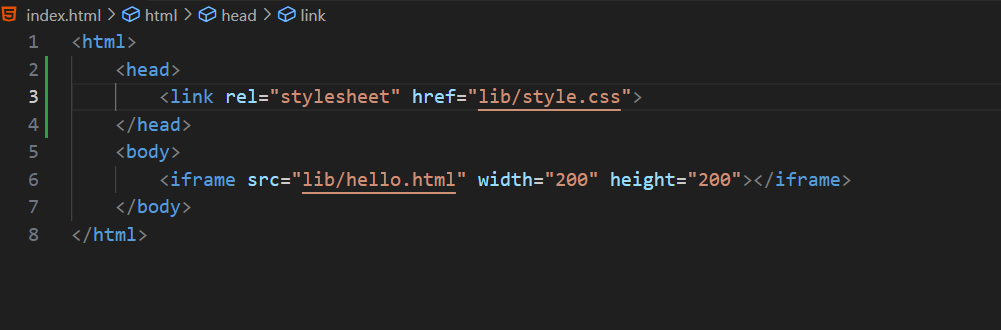 index.html > html > head > link
1 <html>
2 <head>
3 <link rel="stylesheet" href="lib/style.css">
4 </head>
5 <body>
6 <iframe src="lib/hello.html" width="200" height="200"></iframe>
7 </body>
8 </html>